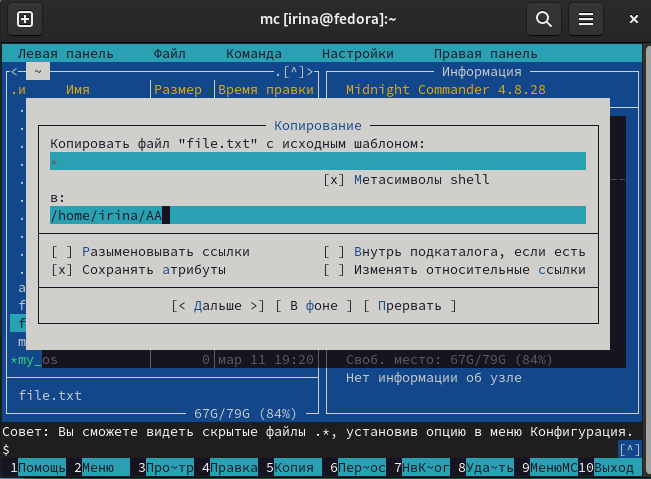 mc [irina@fedora]:~
Левая панель Файл Команда Настройки Правая панель
<─ ~ .[^]>
Информация
.и Имя Размер Время правки
Midnight Commander 4.8.28
Копирование
Копировать файл "file.txt" с исходным шаблоном:
*
[x] Метасимволы shell
в:
/home/irina/AA
[ ] Разыменовывать ссылки [ ] Внутрь подкаталога, если есть
[x] Сохранять атрибуты [ ] Изменять относительные ссылки
[< Дальше >] [ В фоне ] [ Прервать ]
*my_os 0 мар 11 19:20
Своб. место: 67G/79G (84%)
Нет информации об узле
file.txt
67G/79G (84%)
Совет: Вы сможете видеть скрытые файлы .*, установив опцию в меню Конфигурация.
$ [^]
1Помощь 2Меню 3Про~тр 4Правка 5Копия 6Пер~ос 7НвК~ог 8Уда~ть 9МенюMC 10Выход